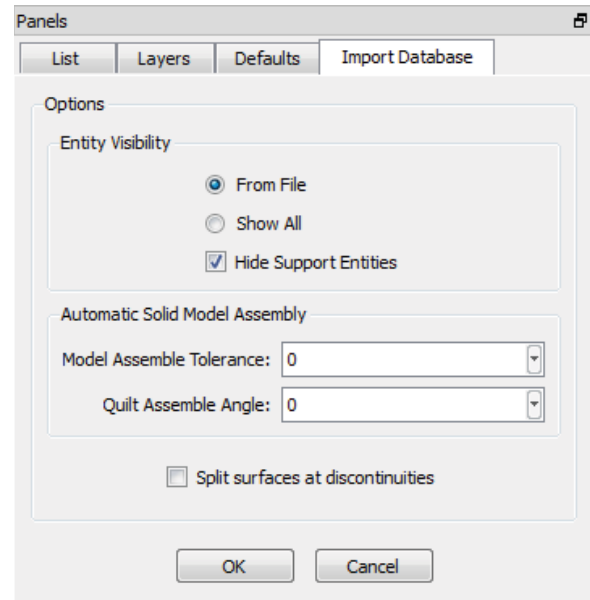 Panels
List Layers Defaults Import Database
Options
Entity Visibility
From File
Show All
Hide Support Entities
Automatic Solid Model Assembly
Model Assemble Tolerance: 0
Quilt Assemble Angle: 0
Split surfaces at discontinuities
OK Cancel